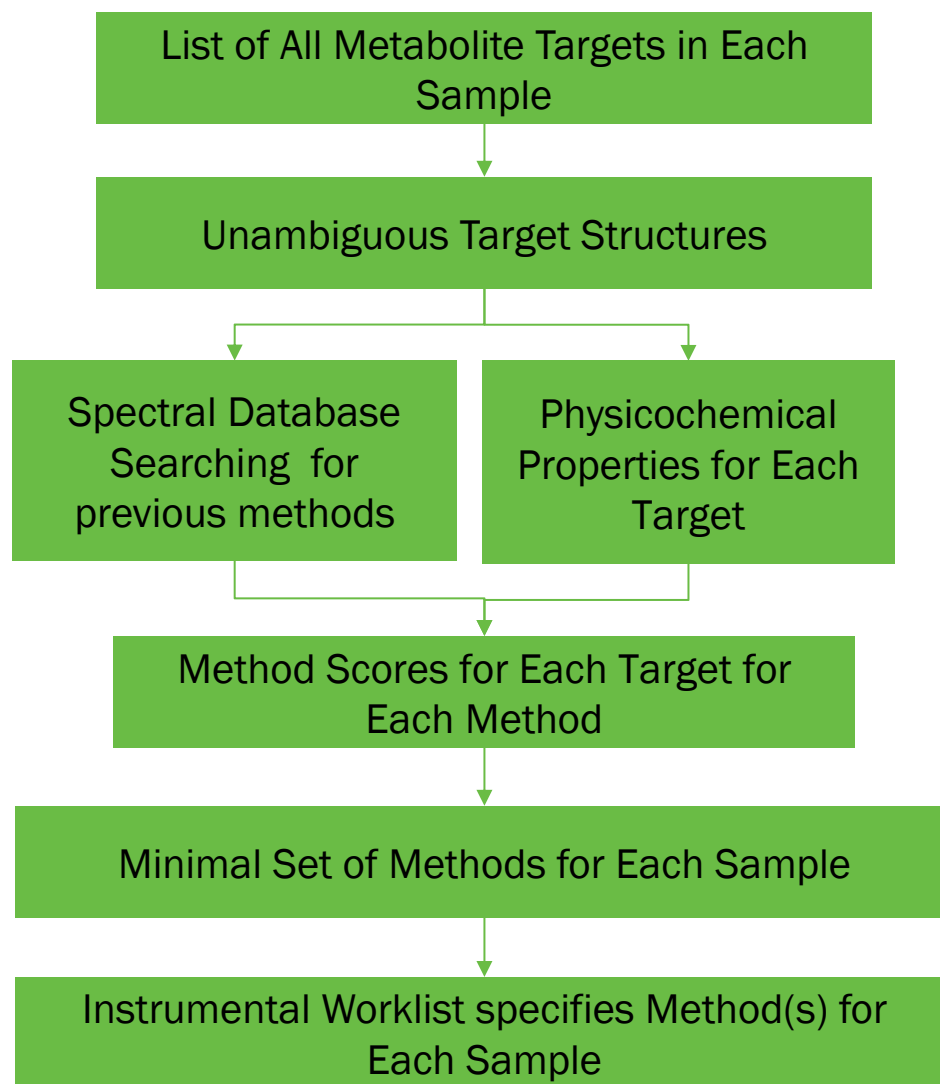 List of All Metabolite Targets in Each
Sample
Unambiguous Target Structures
Spectral Database
Searching  for
previous methods
Physicochemical
Properties for Each
Target
Method Scores for Each Target for
Each Method
Minimal Set of Methods for Each Sample
Instrumental Worklist specifies Method(s) for
Each Sample